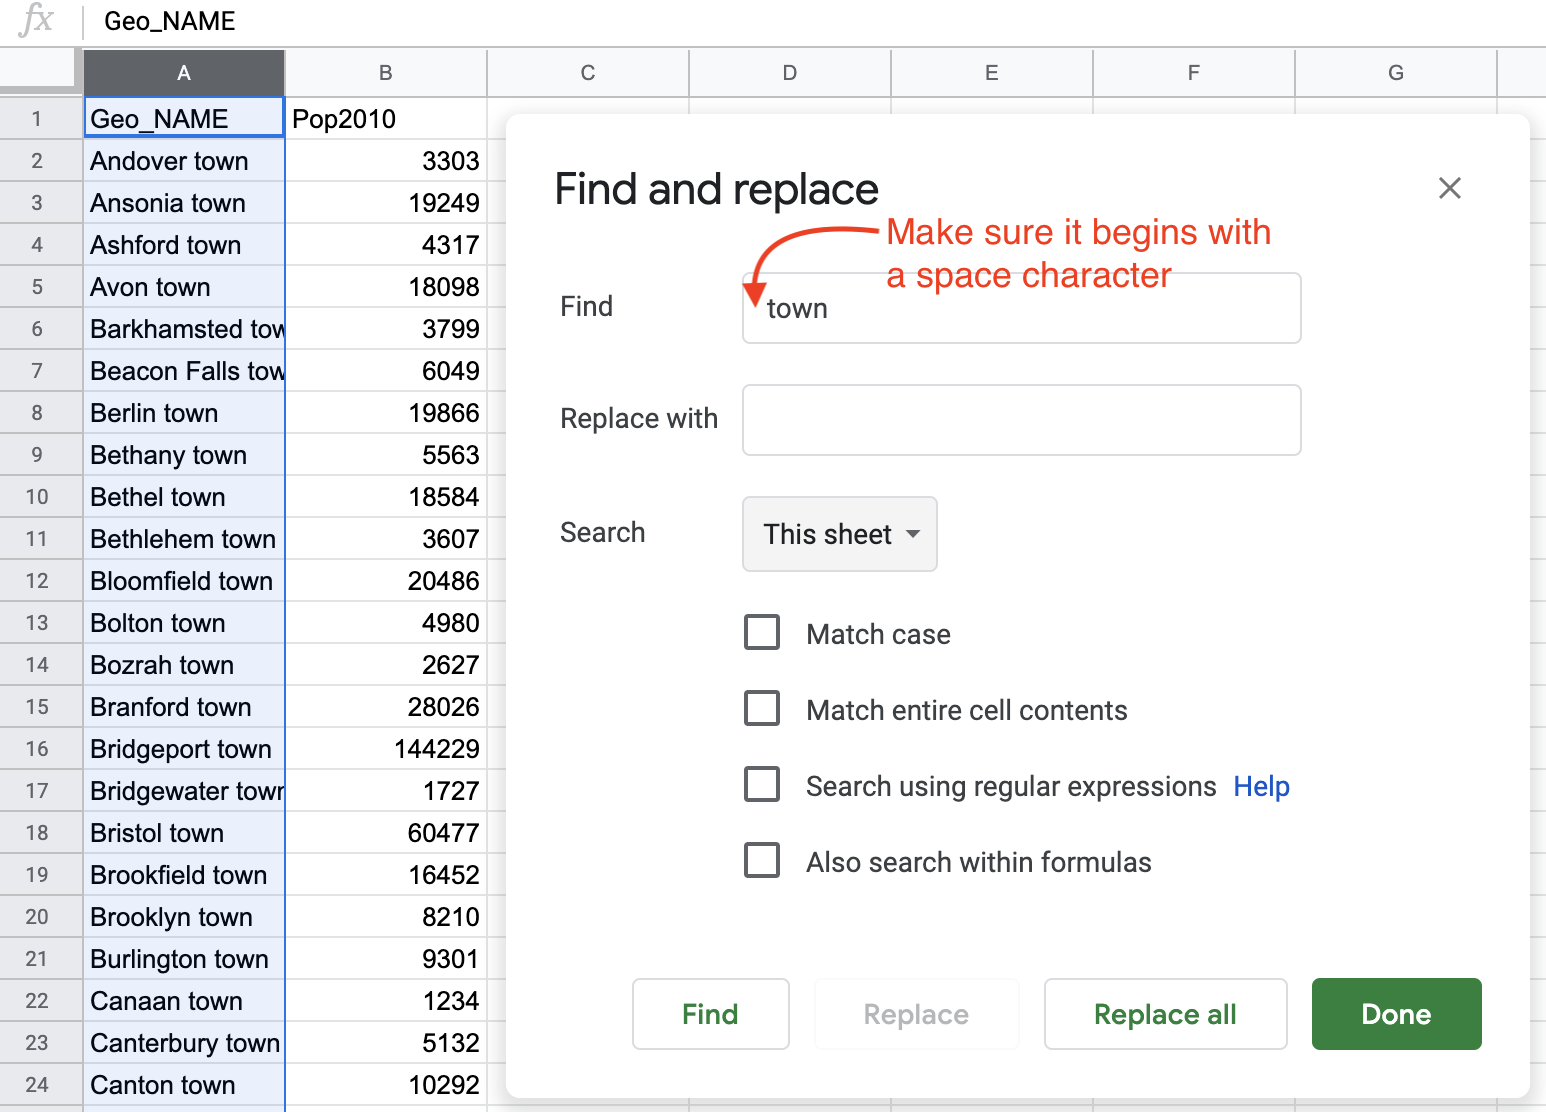 fx Geo_NAME
A B C D E F G
1 Geo_NAME Pop2010
2 Andover town 3303
3 Ansonia town 19249
4 Ashford town 4317
5 Avon town 18098
6 Barkhamsted tow 3799
7 Beacon Falls tow 6049
8 Berlin town 19866
9 Bethany town 5563
10 Bethel town 18584
11 Bethlehem town 3607
12 Bloomfield town 20486
13 Bolton town 4980
14 Bozrah town 2627
15 Branford town 28026
16 Bridgeport town 144229
17 Bridgewater town 1727
18 Bristol town 60477
19 Brookfield town 16452
20 Brooklyn town 8210
21 Burlington town 9301
22 Canaan town 1234
23 Canterbury town 5132
24 Canton town 10292
Find and replace
Make sure it begins with
a space character
Find town
Replace with
Search This sheet
Match case
Match entire cell contents
Search using regular expressions Help
Also search within formulas
Find Replace Replace all Done